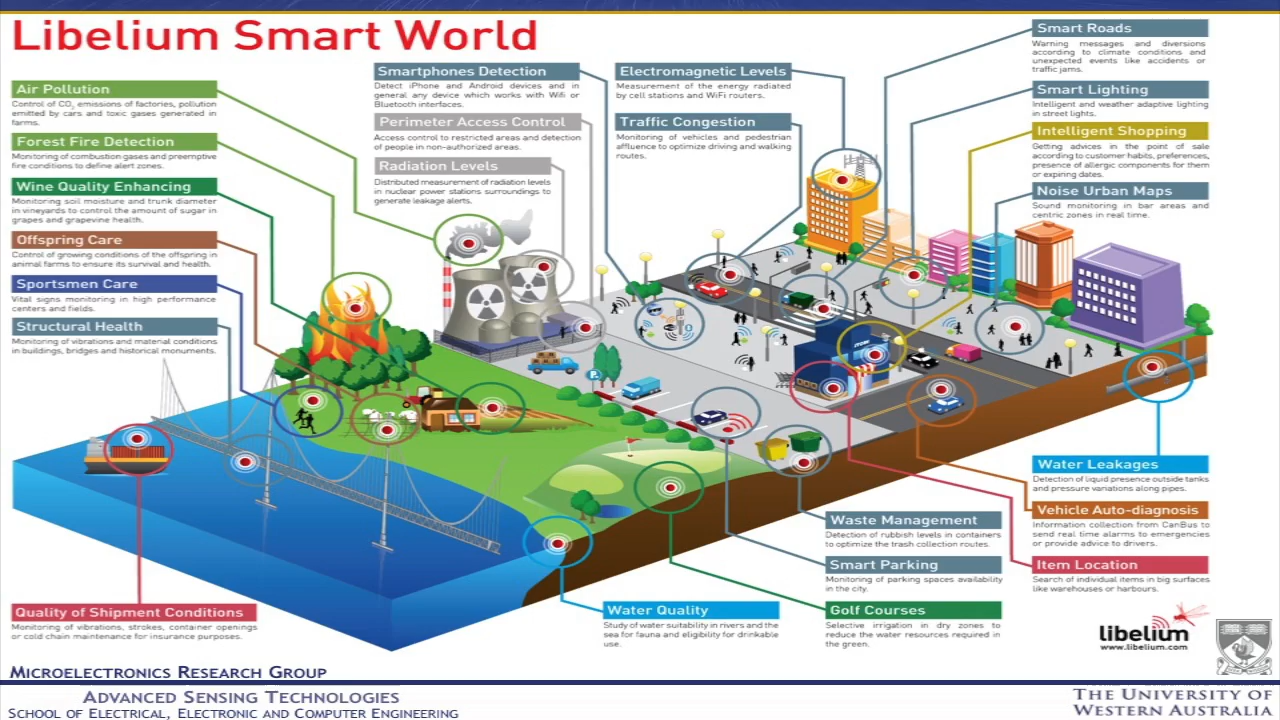 Libelium Smart World
Air Pollution
Control of CO₂ emissions of factories, pollution
emitted by cars and toxic gases generated in
farms.
Forest Fire Detection
Monitoring of combustion gases and preemptive
fire conditions to define alert zones.
Wine Quality Enhancing
Monitoring soil moisture and trunk diameter
in vineyards to control the amount of sugar in
grapes and grapevine health.
Offspring Care
Control of growing conditions of the offspring in
animal farms to ensure its survival and health.
Sportsmen Care
Vital signs monitoring in high performance
centers and fields.
Structural Health
Monitoring of vibrations and material conditions
in buildings, bridges and historical monuments.
Quality of Shipment Conditions
Monitoring of vibrations, strokes, container openings
or cold chain maintenance for insurance purposes.
Smartphones Detection
Detect iPhone and Android devices and in
general any device which works with Wifi or
Bluetooth interfaces.
Perimeter Access Control
Access control to restricted areas and detection
of people in non-authorized areas.
Radiation Levels
Distributed measurement of radiation levels
in nuclear power stations surroundings to
generate leakage alerts.
Electromagnetic Levels
Measurement of the energy radiated
by cell stations and WiFi routers.
Traffic Congestion
Monitoring of vehicles and pedestrian
affluence to optimize driving and walking
routes.
Smart Roads
Warning messages and diversions
according to climate conditions and
unexpected events like accidents or
traffic jams.
Smart Lighting
Intelligent and weather adaptive lighting
in street lights.
Intelligent Shopping
Getting advices in the point of sale
according to customer habits, preferences,
presence of allergic components for them
or expiring dates.
Noise Urban Maps
Sound monitoring in bar areas and
centric zones in real time.
P
Water Leakages
Detection of liquid presence outside tanks
and pressure variations along pipes.
Vehicle Auto-diagnosis
Information collection from CanBus to
send real time alarms to emergencies
or provide advice to drivers.
Item Location
Search of individual items in big surfaces
like warehouses or harbours.
Waste Management
Detection of rubbish levels in containers
to optimize the trash collection routes.
Smart Parking
Monitoring of parking spaces availability
in the city.
Golf Courses
Selective irrigation in dry zones to
reduce the water resources required in
the green.
Water Quality
Study of water suitability in rivers and the
sea for fauna and eligibility for drinkable
use.
libelium
www.libelium.com
MICROELECTRONICS RESEARCH GROUP
ADVANCED SENSING TECHNOLOGIES
SCHOOL OF ELECTRICAL, ELECTRONIC AND COMPUTER ENGINEERING
THE UNIVERSITY OF
WESTERN AUSTRALIA